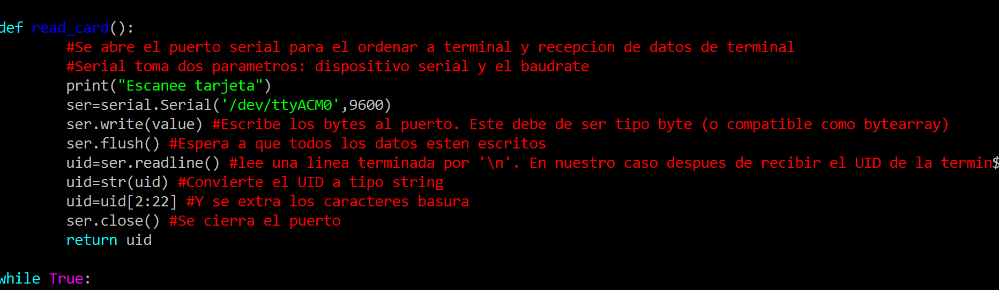 def read_card():
#Se abre el puerto serial para el ordenar a terminal y recepcion de datos de terminal
#Serial toma dos parametros: dispositivo serial y el baudrate
print("Escanee tarjeta")
ser=serial.Serial('/dev/ttyACM0',9600)
ser.write(value) #Escribe los bytes al puerto. Este debe de ser tipo byte (o compatible como bytearray)
ser.flush() #Espera a que todos los datos esten escritos
uid=ser.readline() #lee una linea terminada por '\n'. En nuestro caso despues de recibir el UID de la termin$
uid=str(uid) #Convierte el UID a tipo string
uid=uid[2:22] #Y se extra los caracteres basura
ser.close() #Se cierra el puerto
return uid
while True: